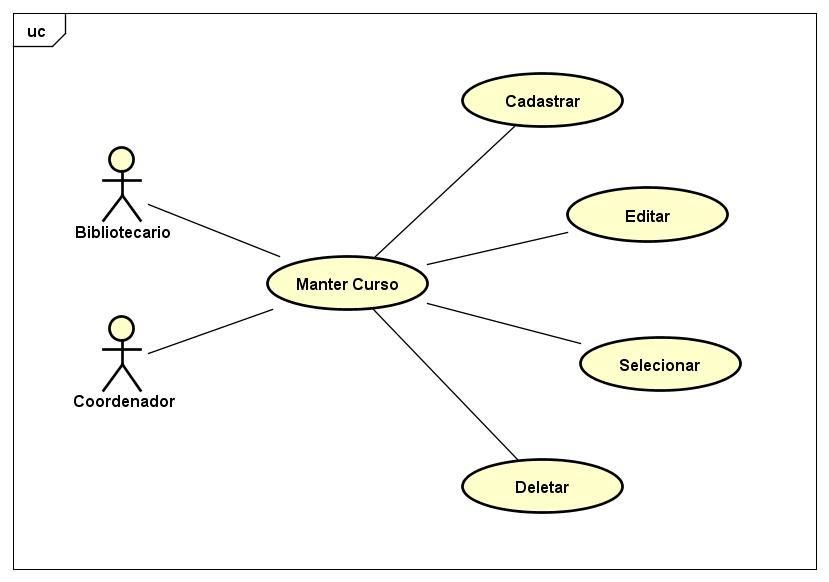 uc
Cadastrar
Editar
Bibliotecario
Manter Curso
Selecionar
Coordenador
Deletar